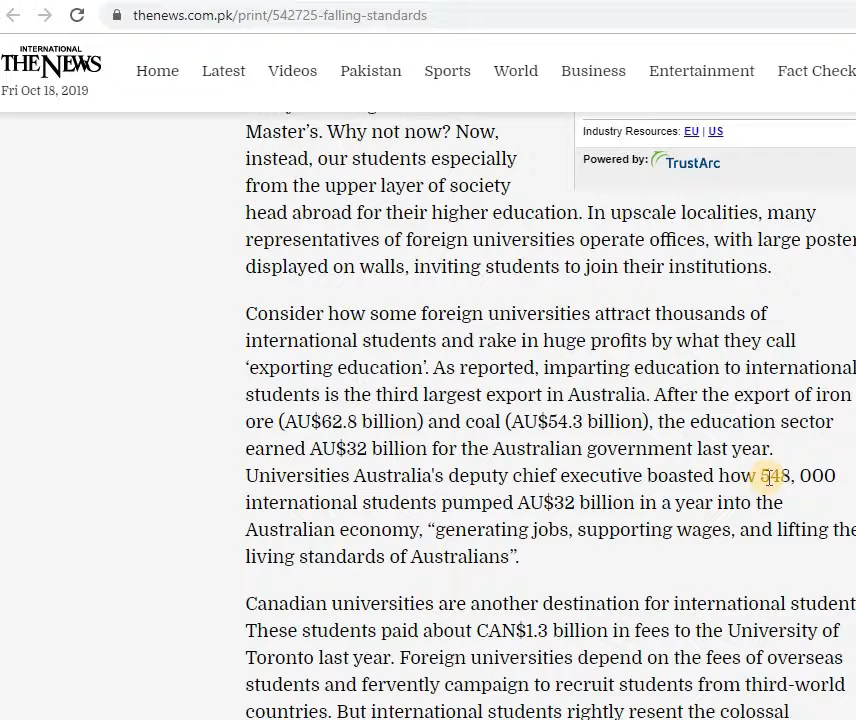 thenews.com.pk/print/542725-falling-standards
INTERNATIONAL
THE NEWS
Fri Oct 18, 2019
Home Latest Videos Pakistan Sports World Business Entertainment Fact Check
Master’s. Why not now? Now,
instead, our students especially
from the upper layer of society
head abroad for their higher education. In upscale localities, many
representatives of foreign universities operate offices, with large poster
displayed on walls, inviting students to join their institutions.
Industry Resources: EU | US
Powered by: TrustArc
Consider how some foreign universities attract thousands of
international students and rake in huge profits by what they call
‘exporting education’. As reported, imparting education to international
students is the third largest export in Australia. After the export of iron
ore (AU$62.8 billion) and coal (AU$54.3 billion), the education sector
earned AU$32 billion for the Australian government last year.
Universities Australia's deputy chief executive boasted how 548, 000
international students pumped AU$32 billion in a year into the
Australian economy, “generating jobs, supporting wages, and lifting the
living standards of Australians”.
Canadian universities are another destination for international student
These students paid about CAN$1.3 billion in fees to the University of
Toronto last year. Foreign universities depend on the fees of overseas
students and fervently campaign to recruit students from third-world
countries. But international students rightly resent the colossal